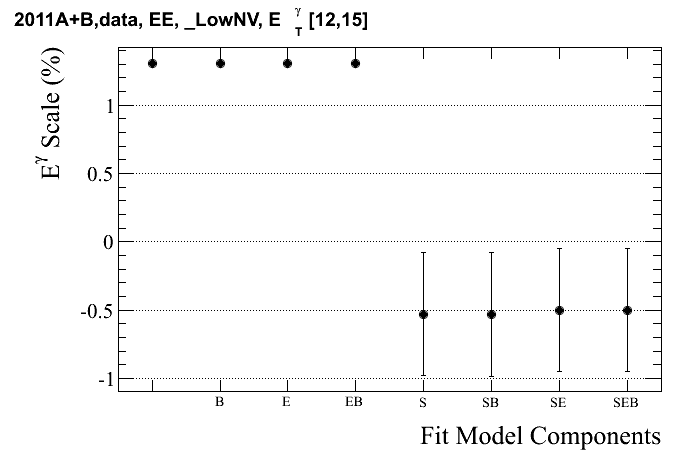 2011A+B,data, EE, _LowNV, E γ T [12,15]
E^γ Scale (%)
1
0.5
0
-0.5
-1
B E EB S SB SE SEB
Fit Model Components